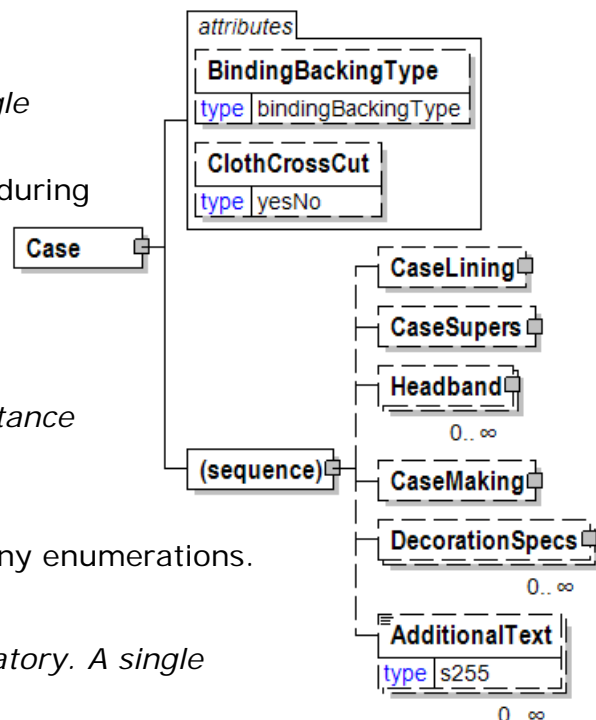 attributes
BindingBackingType
type bindingBackingType
during
ClothCrossCut
type yesNo
Case
CaseLining
CaseSupers
Headband
0.. ∞
tance
(sequence)
CaseMaking
DecorationSpecs
ny enumerations.
0.. ∞
AdditionalText
atory. A single
type s255
0.. ∞